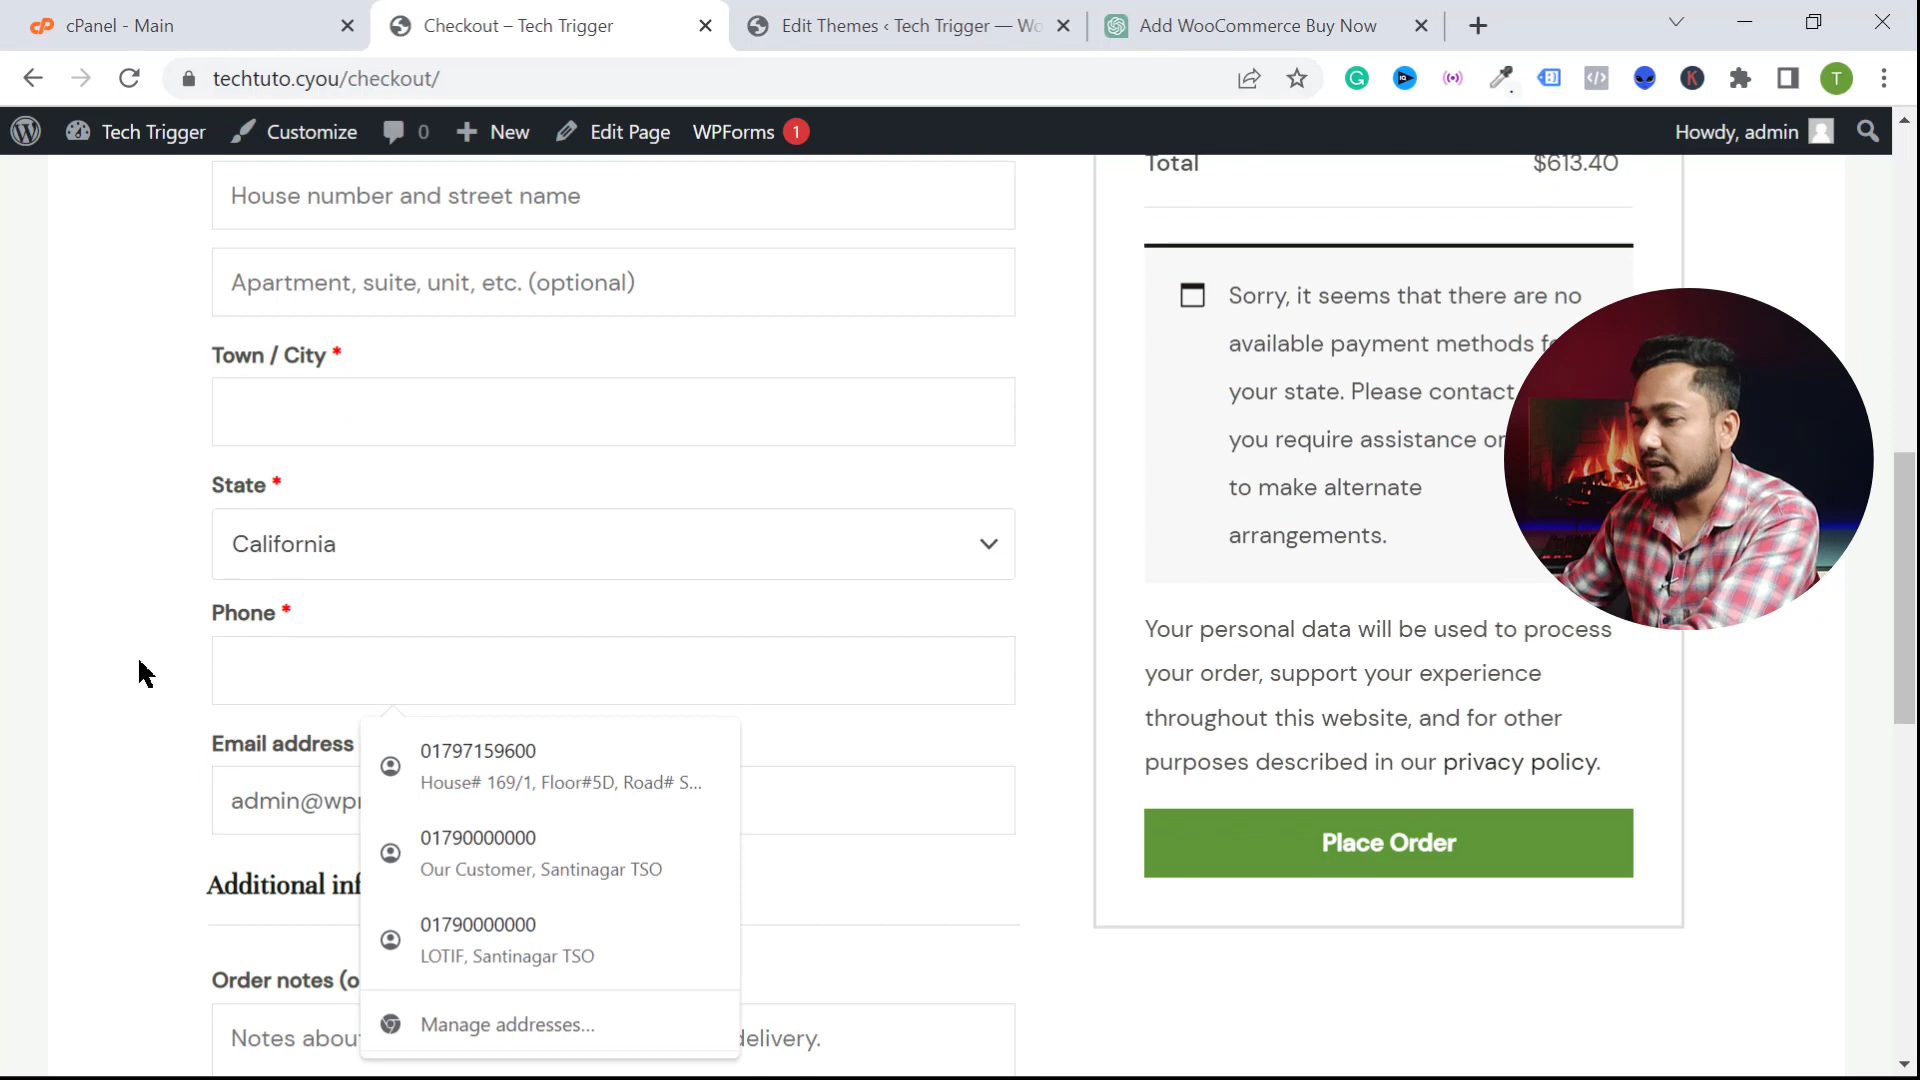 cPanel - Main
Checkout – Tech Trigger
Edit Themes ‹ Tech Trigger — Wo
Add WooCommerce Buy Now
techtuto.cyou/checkout/
T
Tech Trigger
Customize
0
New
Edit Page
WPForms 1
Howdy, admin
House number and street name
Apartment, suite, unit, etc. (optional)
Town / City *
State *
California
Phone *
01797159600
House# 169/1, Floor#5D, Road# S...
01790000000
Our Customer, Santinagar TSO
01790000000
LOTIF, Santinagar TSO
Manage addresses...
Email address
admin@wpr
Additional inf
Order notes (o
Notes abou
delivery.
Total $613.40
Sorry, it seems that there are no
available payment methods f
your state. Please contact
you require assistance or
to make alternate
arrangements.
Your personal data will be used to process
your order, support your experience
throughout this website, and for other
purposes described in our privacy policy.
Place Order